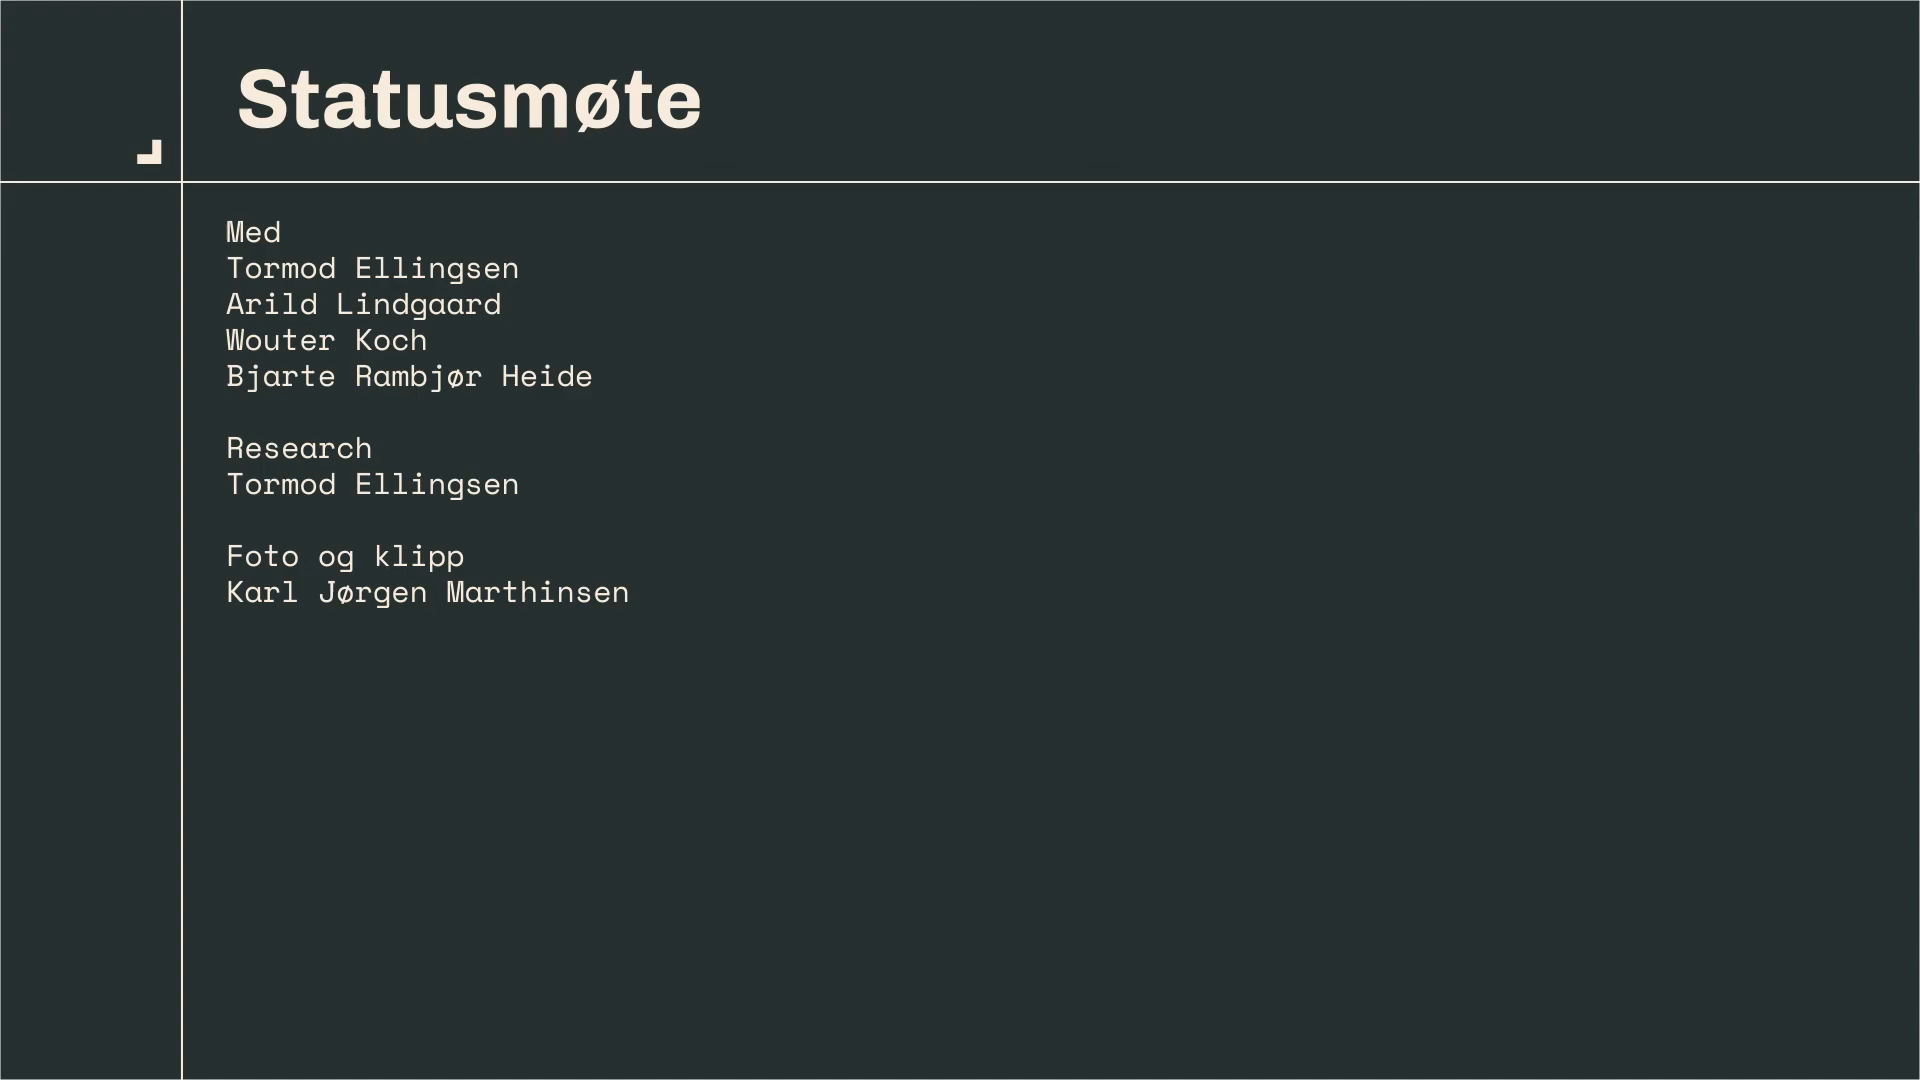 Statusmøte
Med
Tormod Ellingsen
Arild Lindgaard
Wouter Koch
Bjarte Rambjør Heide
Research
Tormod Ellingsen
Foto og klipp
Karl Jørgen Marthinsen